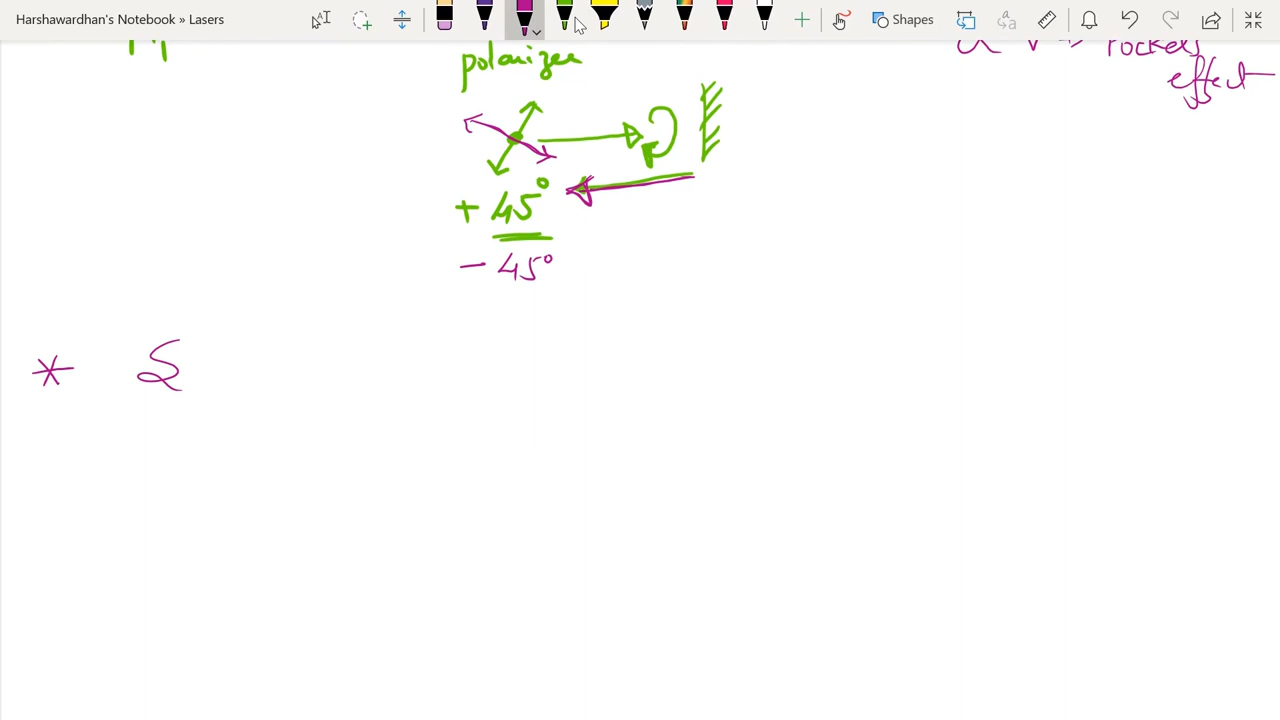 Harshawardhan's Notebook » Lasers
Shapes
polarizer
Pockels
effect
+ 45°
- 45°
*